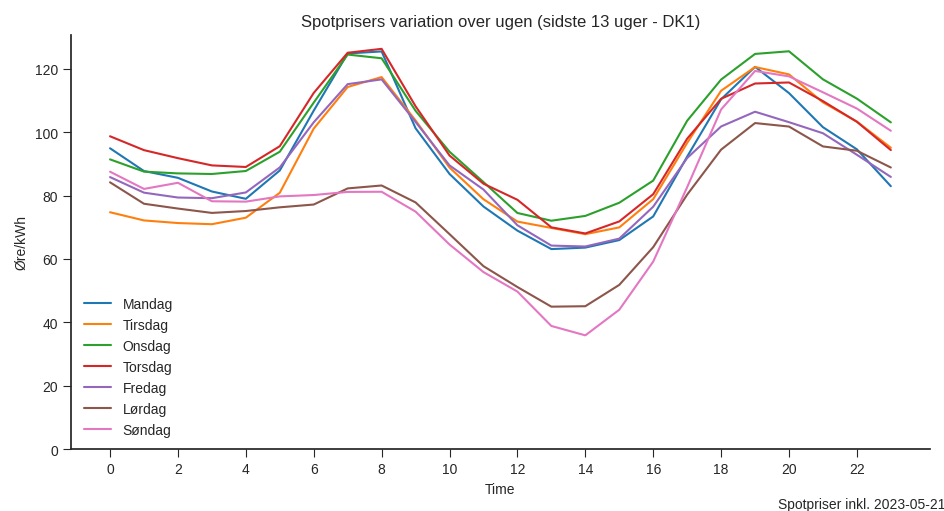 Spotprisers variation over ugen (sidste 13 uger - DK1)
Øre/kWh
120
100
80
60
40
20
0
Mandag
Tirsdag
Onsdag
Torsdag
Fredag
Lørdag
Søndag
0 2 4 6 8 10 12 14 16 18 20 22
Time
Spotpriser inkl. 2023-05-21